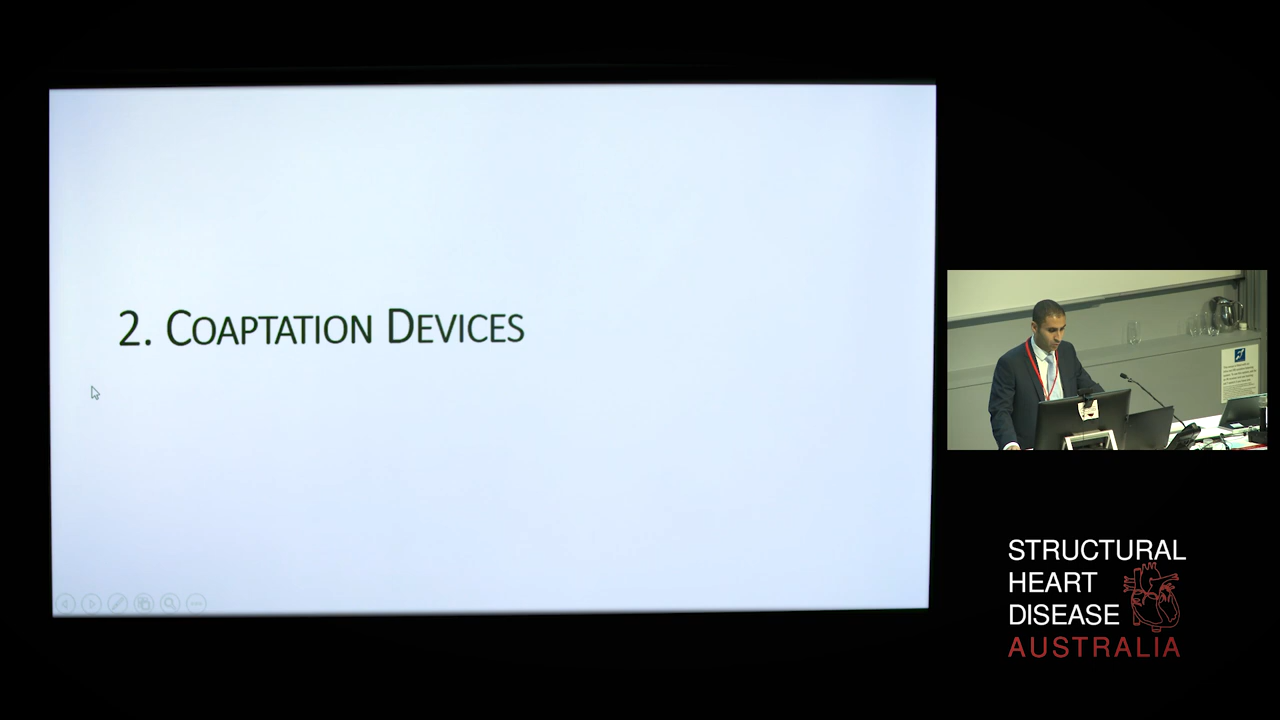 2. COAPTATION DEVICES
STRUCTURAL
HEART
DISEASE
AUSTRALIA